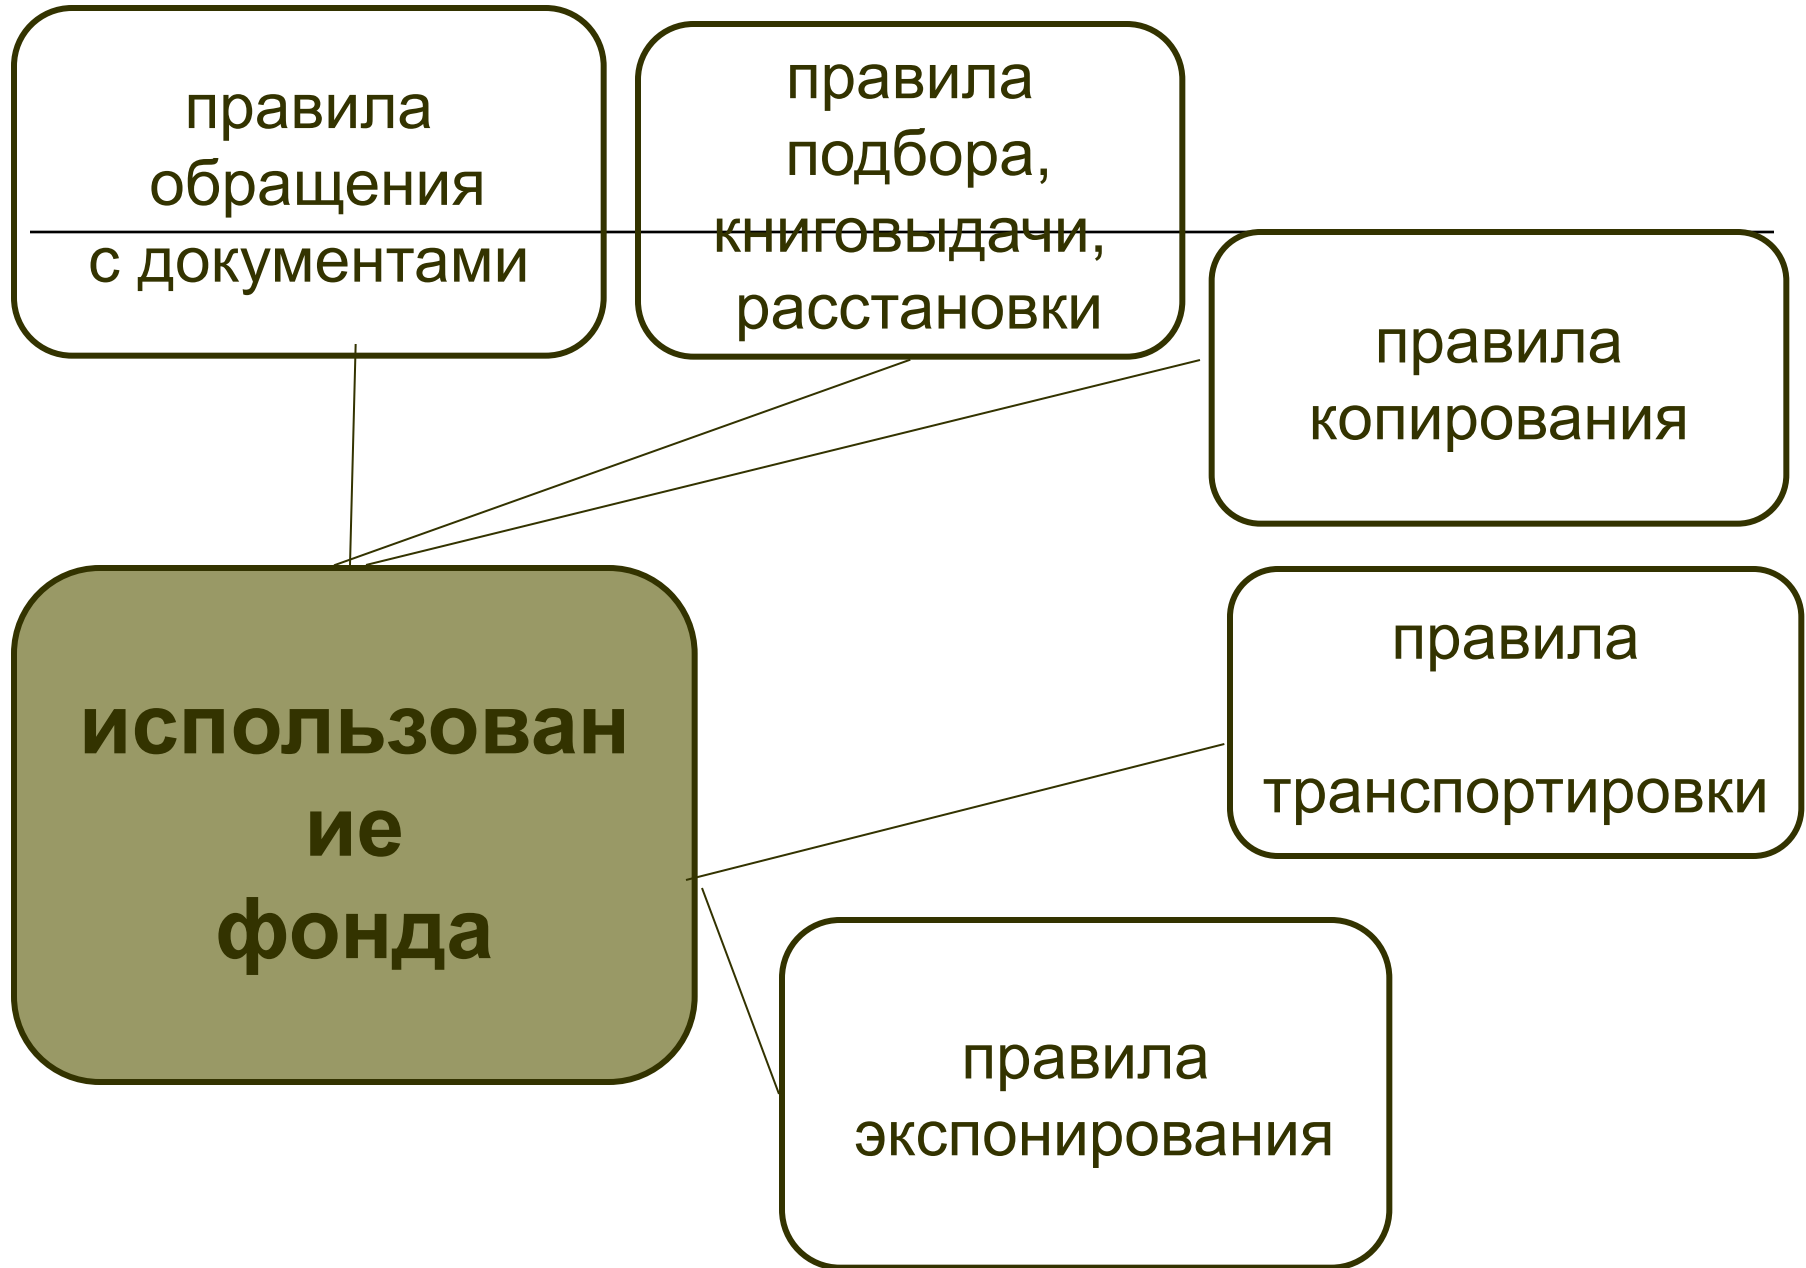 правила
обращения
с документами
правила
подбора,
книговыдачи,
расстановки
правила
копирования
использован
ие
фонда
правила
транспортировки
правила
экспонирования